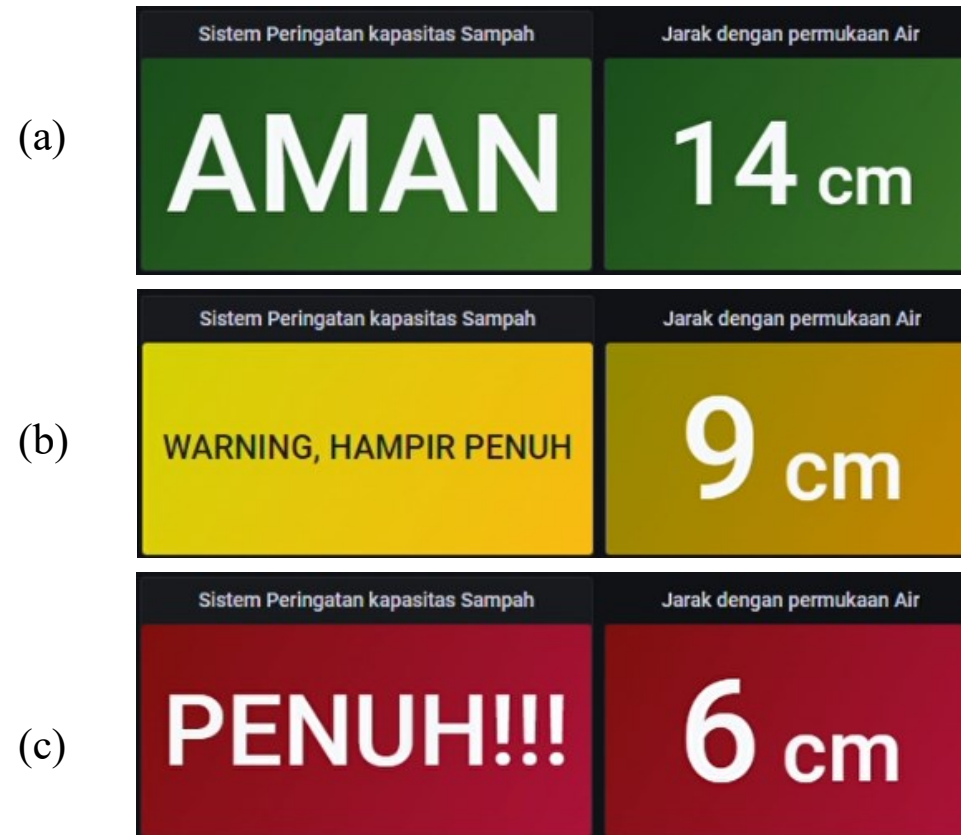 Sistem Peringatan kapasitas Sampah
Jarak dengan permukaan Air
(a)
AMAN
14 cm
Sistem Peringatan kapasitas Sampah
Jarak dengan permukaan Air
(b)
WARNING, HAMPIR PENUH
9 cm
Sistem Peringatan kapasitas Sampah
Jarak dengan permukaan Air
(c)
PENUH!!!
6 cm